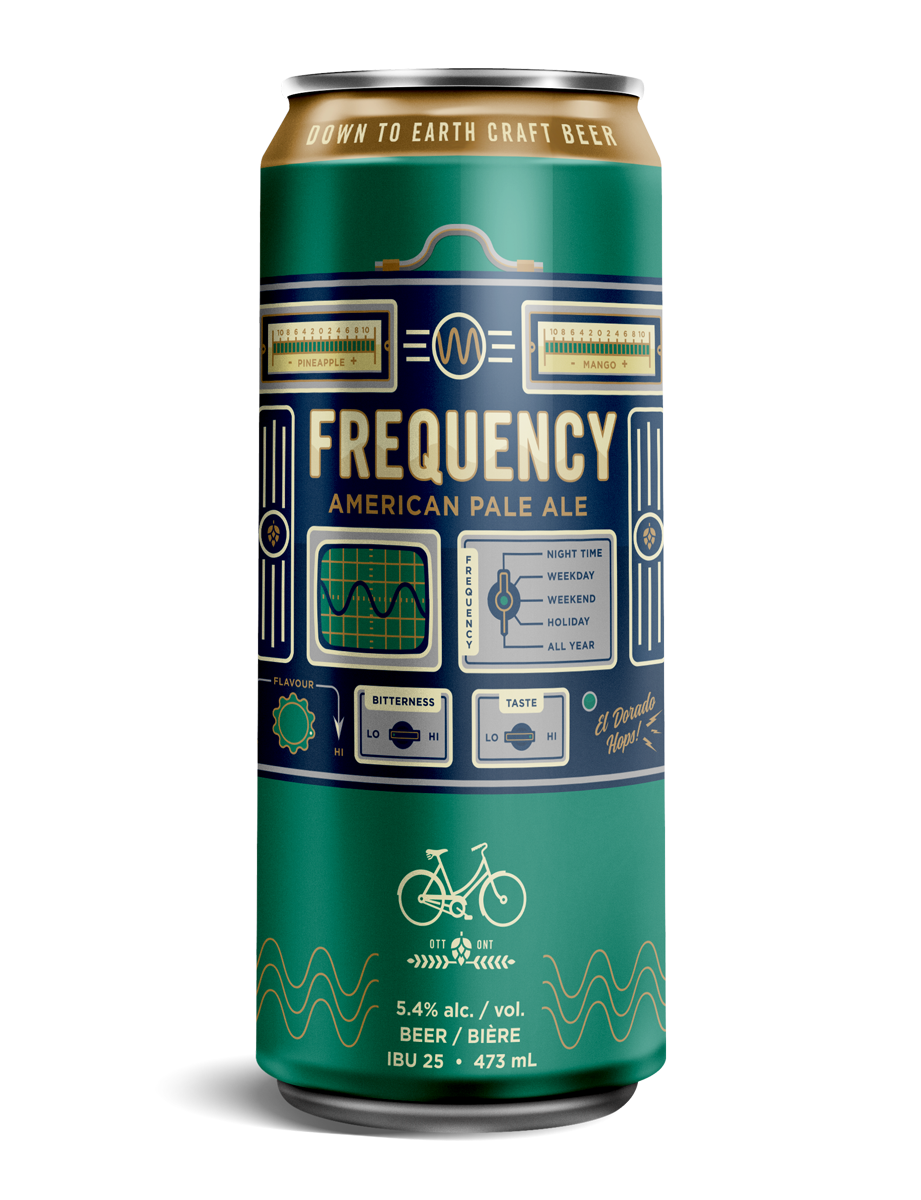 DOWN TO EARTH CRAFT BEER
10 8 6 4 2 0 2 4 6 8 10
- PINEAPPLE +
10 8 6 4 2 0 2 4 6 8 10
- MANGO +
FREQUENCY
AMERICAN PALE ALE
FREQUENCY
NIGHT TIME
WEEKDAY
WEEKEND
HOLIDAY
ALL YEAR
FLAVOUR
HI
BITTERNESS
LO HI
TASTE
LO HI
El Dorado
Hops!
OTT ONT
5.4% alc. / vol.
BEER / BIÈRE
IBU 25 • 473 mL